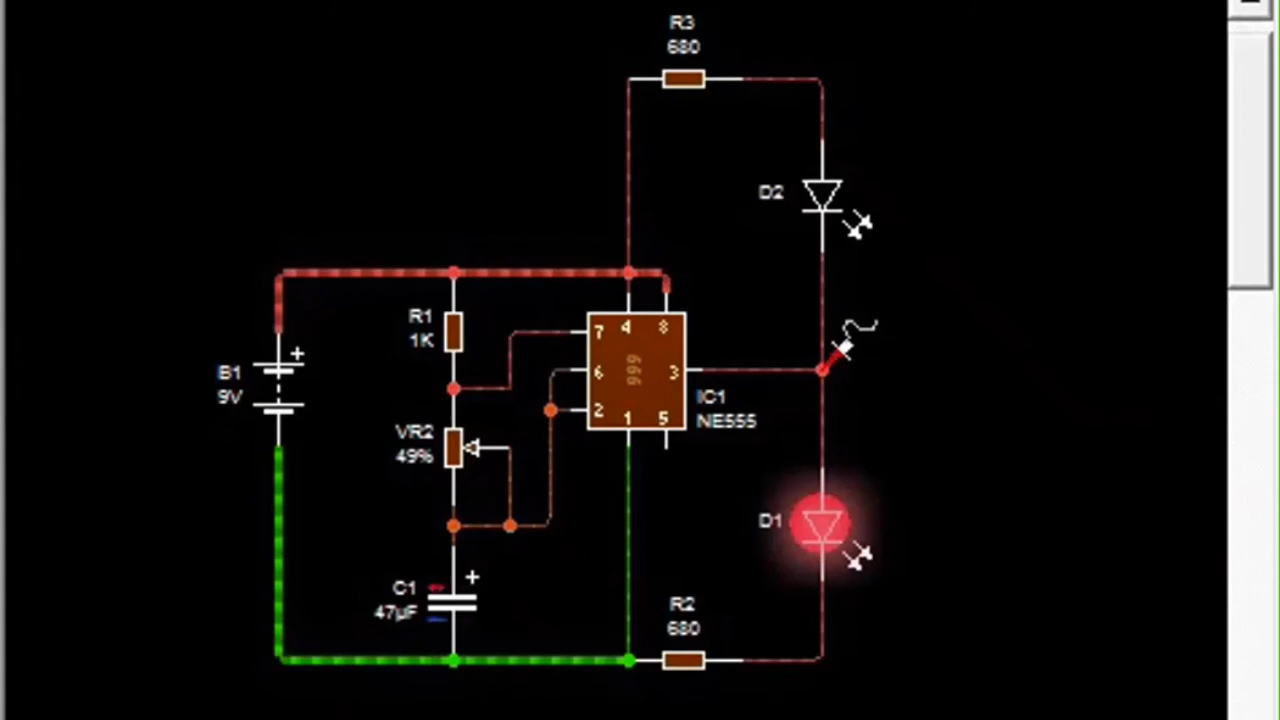 R3
680
D2
R1
1K
7 4 8
6 3
2 1 5
555
IC1
NE555
B1
9V
VR2
49%
D1
+
C1
47µF
+
R2
680